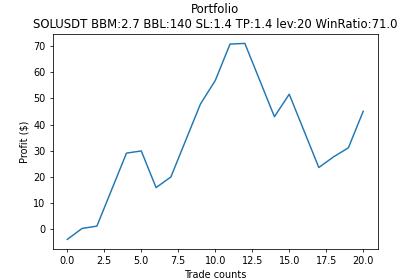 Portfolio
SOLUSDT BBM:2.7 BBL:140 SL:1.4 TP:1.4 lev:20 WinRatio:71.0
70
60
50
40
30
20
10
0
Profit ($)
0.0 2.5 5.0 7.5 10.0 12.5 15.0 17.5 20.0
Trade counts